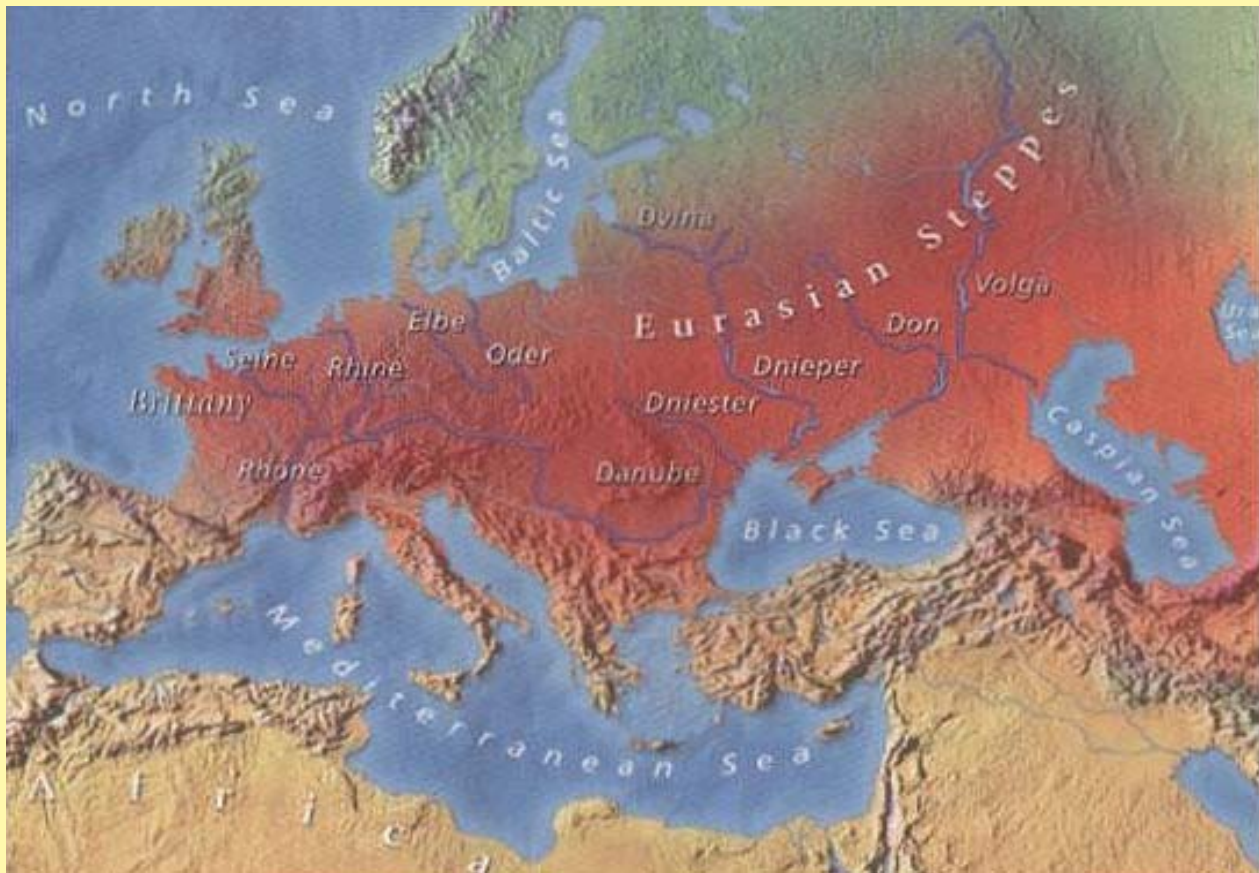 North Sea
Baltic Sea
Eurasian Steppes
Dvina
Volga
Elbe
Oder
Don
Seine
Rhine
Dnieper
Brittany
Dniester
Rhone
Danube
Caspian Sea
Black Sea
Mediterranean Sea
Africa